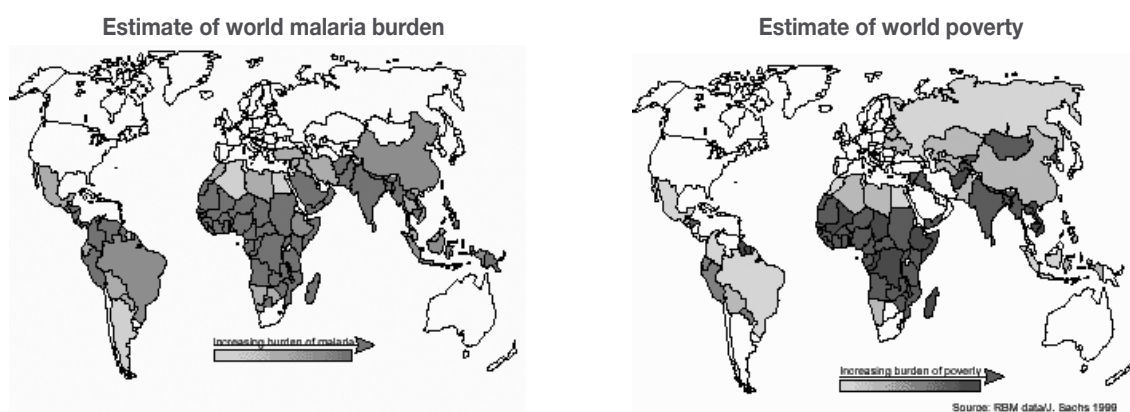 Estimate of world malaria burden
Estimate of world poverty
Increasing burden of malaria
Increasing burden of poverty
Source: RBM data/J. Sachs 1999